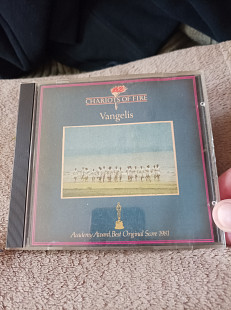 CHARIOTS OF FIRE
Vangelis
Academy Award, Best Original Score 1981